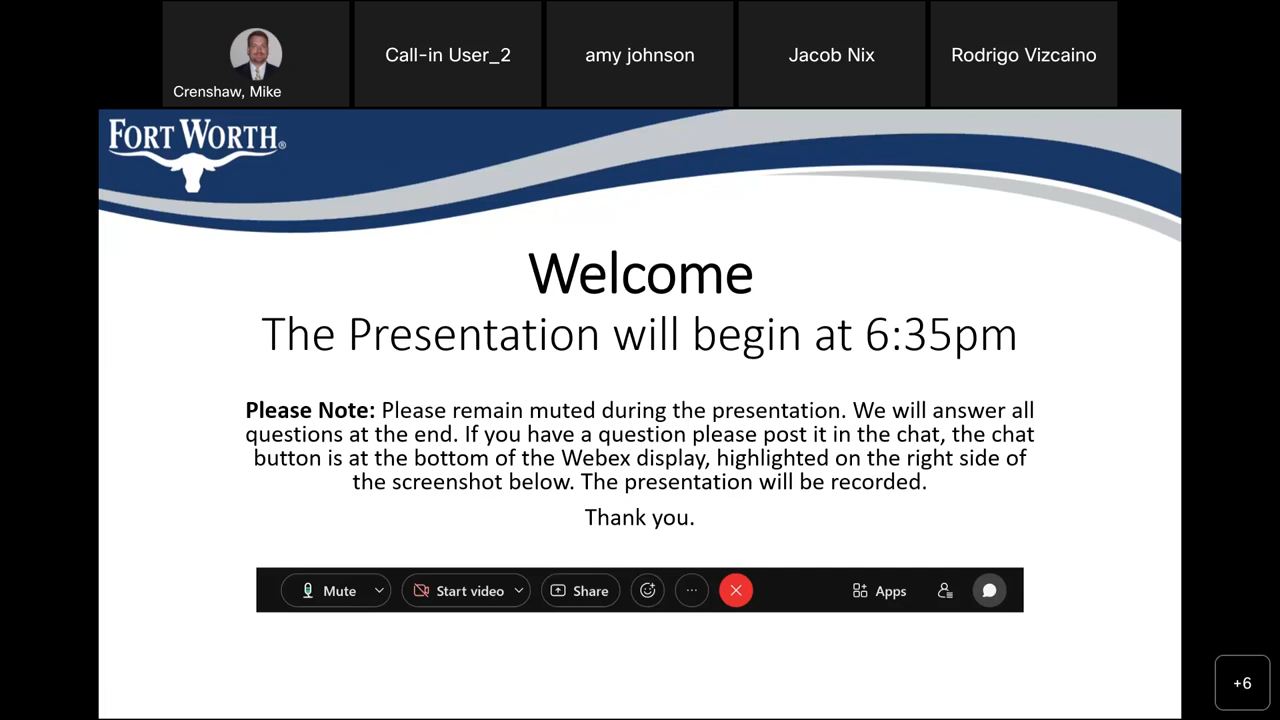 Crenshaw, Mike
Call-in User_2
amy johnson
Jacob Nix
Rodrigo Vizcaino
FORT WORTH®
Welcome
The Presentation will begin at 6:35pm
Please Note: Please remain muted during the presentation. We will answer all
questions at the end. If you have a question please post it in the chat, the chat
button is at the bottom of the Webex display, highlighted on the right side of
the screenshot below. The presentation will be recorded.
Thank you.
Mute
Start video
Share
Apps
+6